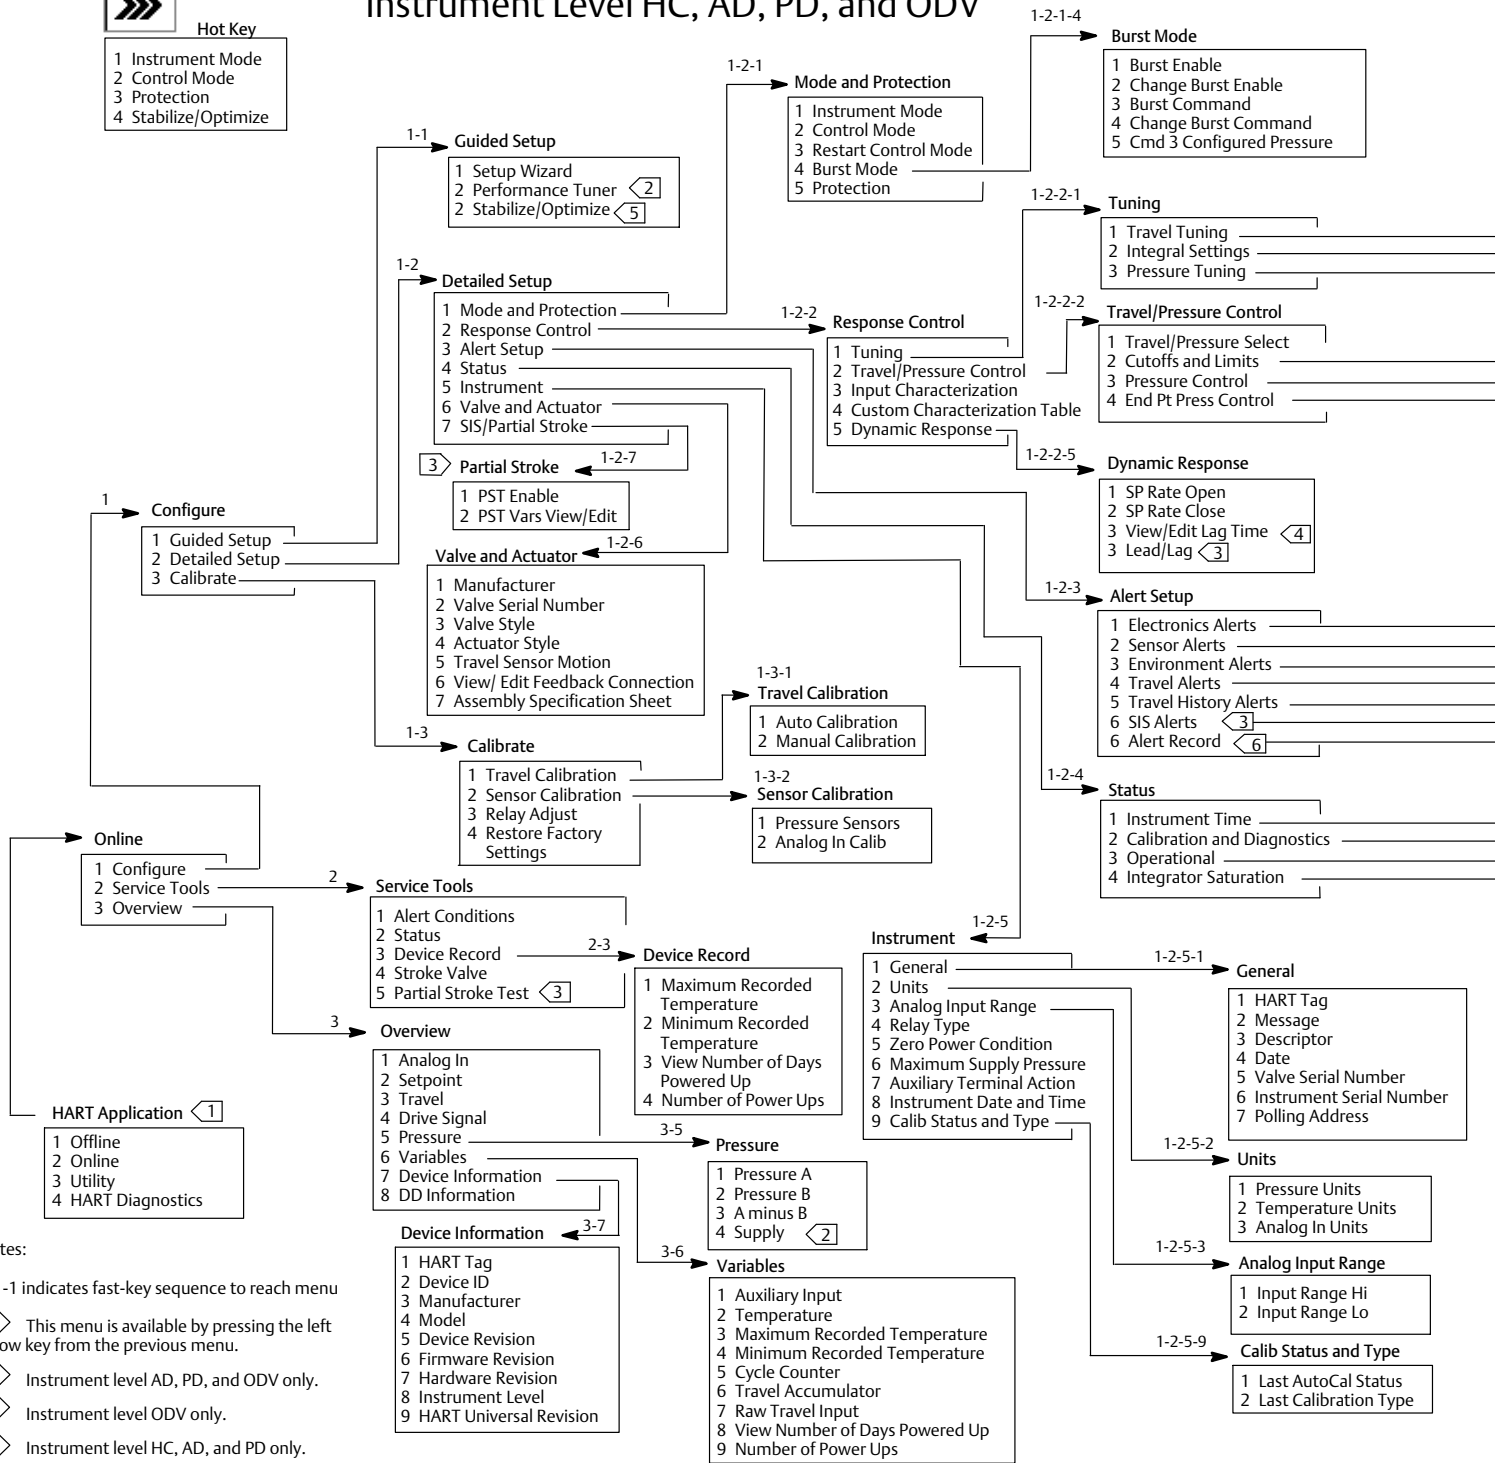 Instrument Level HC, AD, PD, and ODV
Hot Key
1 Instrument Mode
2 Control Mode
3 Protection
4 Stabilize/Optimize
1-1
Guided Setup
1 Setup Wizard
2 Performance Tuner 2
2 Stabilize/Optimize 5
1-2
Detailed Setup
1 Mode and Protection
2 Response Control
3 Alert Setup
4 Status
5 Instrument
6 Valve and Actuator
7 SIS/Partial Stroke
1-2-1
Mode and Protection
1 Instrument Mode
2 Control Mode
3 Restart Control Mode
4 Burst Mode
5 Protection
1-2-1-4
Burst Mode
1 Burst Enable
2 Change Burst Enable
3 Burst Command
4 Change Burst Command
5 Cmd 3 Configured Pressure
1-2-2
Response Control
1 Tuning
2 Travel/Pressure Control
3 Input Characterization
4 Custom Characterization Table
5 Dynamic Response
1-2-2-1
Tuning
1 Travel Tuning
2 Integral Settings
3 Pressure Tuning
1-2-2-2
Travel/Pressure Control
1 Travel/Pressure Select
2 Cutoffs and Limits
3 Pressure Control
4 End Pt Press Control
1-2-2-5
Dynamic Response
1 SP Rate Open
2 SP Rate Close
3 View/Edit Lag Time 4
3 Lead/Lag 3
3 Partial Stroke
1-2-7
1 PST Enable
2 PST Vars View/Edit
1-2-6
Valve and Actuator
1 Manufacturer
2 Valve Serial Number
3 Valve Style
4 Actuator Style
5 Travel Sensor Motion
6 View/ Edit Feedback Connection
7 Assembly Specification Sheet
1
Configure
1 Guided Setup
2 Detailed Setup
3 Calibrate
1-2-3
Alert Setup
1 Electronics Alerts
2 Sensor Alerts
3 Environment Alerts
4 Travel Alerts
5 Travel History Alerts
6 SIS Alerts 3
6 Alert Record 6
1-3
Calibrate
1 Travel Calibration
2 Sensor Calibration
3 Relay Adjust
4 Restore Factory
Settings
1-3-1
Travel Calibration
1 Auto Calibration
2 Manual Calibration
1-3-2
Sensor Calibration
1 Pressure Sensors
2 Analog In Calib
1-2-4
Status
1 Instrument Time
2 Calibration and Diagnostics
3 Operational
4 Integrator Saturation
Online
1 Configure
2 Service Tools
3 Overview
2
Service Tools
1 Alert Conditions
2 Status
3 Device Record
4 Stroke Valve
5 Partial Stroke Test 3
2-3
Device Record
1 Maximum Recorded
Temperature
2 Minimum Recorded
Temperature
3 View Number of Days
Powered Up
4 Number of Power Ups
1-2-5
Instrument
1 General
2 Units
3 Analog Input Range
4 Relay Type
5 Zero Power Condition
6 Maximum Supply Pressure
7 Auxiliary Terminal Action
8 Instrument Date and Time
9 Calib Status and Type
1-2-5-1
General
1 HART Tag
2 Message
3 Descriptor
4 Date
5 Valve Serial Number
6 Instrument Serial Number
7 Polling Address
3
Overview
1 Analog In
2 Setpoint
3 Travel
4 Drive Signal
5 Pressure
6 Variables
7 Device Information
8 DD Information
HART Application 1
1 Offline
2 Online
3 Utility
4 HART Diagnostics
3-5
Pressure
1 Pressure A
2 Pressure B
3 A minus B
4 Supply 2
1-2-5-2
Units
1 Pressure Units
2 Temperature Units
3 Analog In Units
3-7
Device Information
1 HART Tag
2 Device ID
3 Manufacturer
4 Model
5 Device Revision
6 Firmware Revision
7 Hardware Revision
8 Instrument Level
9 HART Universal Revision
3-6
Variables
1 Auxiliary Input
2 Temperature
3 Maximum Recorded Temperature
4 Minimum Recorded Temperature
5 Cycle Counter
6 Travel Accumulator
7 Raw Travel Input
8 View Number of Days Powered Up
9 Number of Power Ups
1-2-5-3
Analog Input Range
1 Input Range Hi
2 Input Range Lo
1-2-5-9
Calib Status and Type
1 Last AutoCal Status
2 Last Calibration Type
tes:
-1 indicates fast-key sequence to reach menu
This menu is available by pressing the left
ow key from the previous menu.
Instrument level AD, PD, and ODV only.
Instrument level ODV only.
Instrument level HC, AD, and PD only.